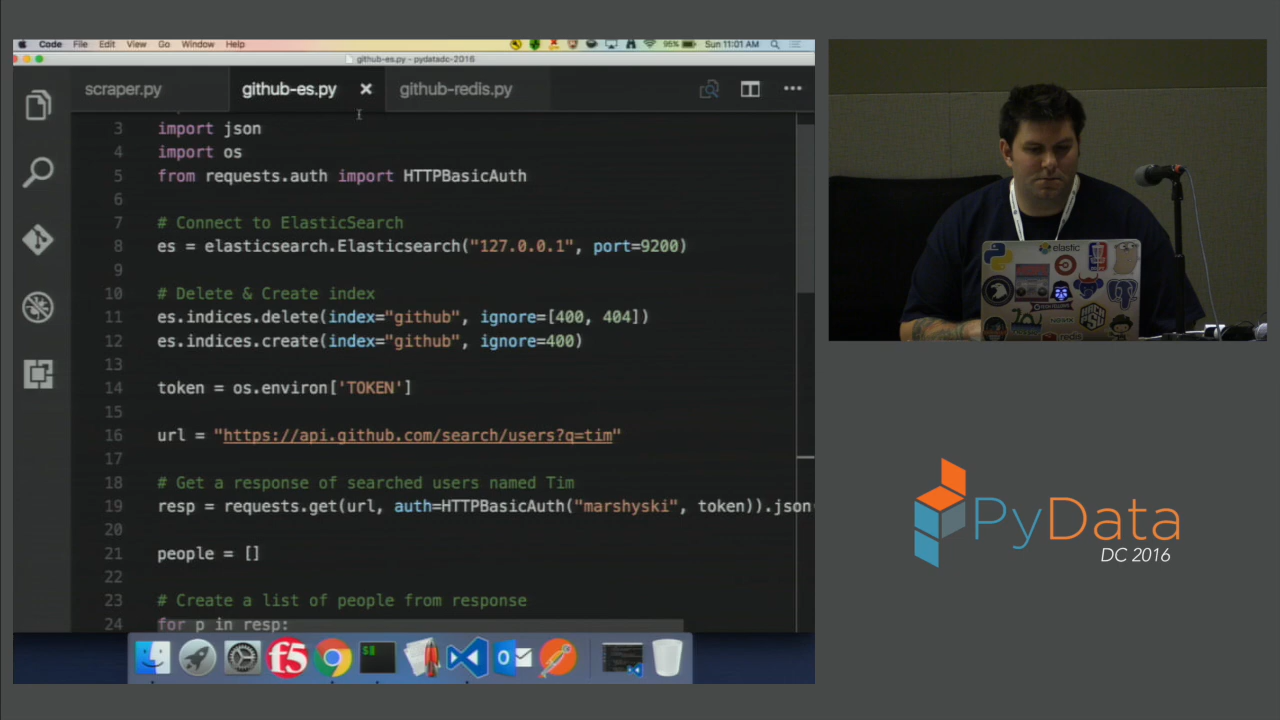 Code File Edit View Go Window Help 95% Sun 11:01 AM
github-es.py - pydatadc-2016
scraper.py github-es.py github-redis.py
3 import json
4 import os
5 from requests.auth import HTTPBasicAuth
6
7 # Connect to ElasticSearch
8 es = elasticsearch.Elasticsearch("127.0.0.1", port=9200)
9
10 # Delete & Create index
11 es.indices.delete(index="github", ignore=[400, 404])
12 es.indices.create(index="github", ignore=400)
13
14 token = os.environ['TOKEN']
15
16 url = "https://api.github.com/search/users?q=tim"
17
18 # Get a response of searched users named Tim
19 resp = requests.get(url, auth=HTTPBasicAuth("marshyski", token)).json
20
21 people = []
22
23 # Create a list of people from response
24 for p in resp:
f5
elastic
redis
PyData
DC 2016